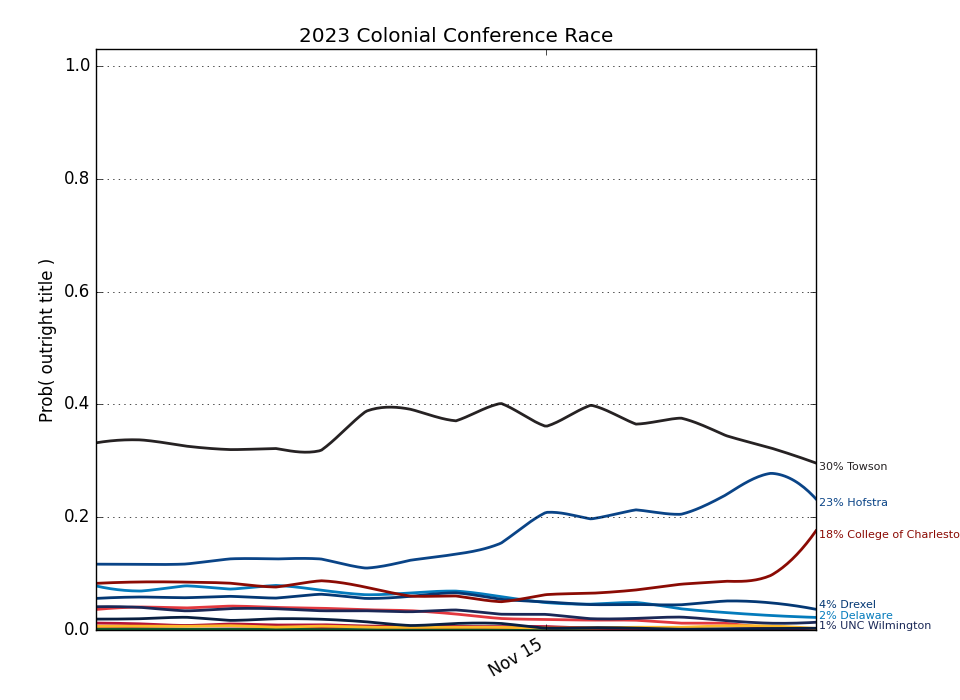 2023 Colonial Conference Race
1.0
0.8
0.6
0.4
0.2
0.0
Prob( outright title )
Nov 15
30% Towson
23% Hofstra
18% College of Charlesto
4% Drexel
2% Delaware
1% UNC Wilmington